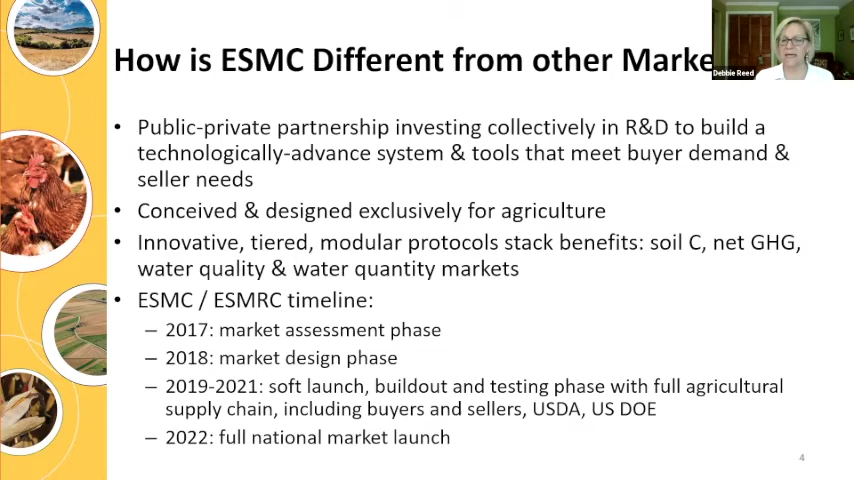 How is ESMC Different from other Marke
Debbie Reed
• Public-private partnership investing collectively in R&D to build a
technologically-advance system & tools that meet buyer demand &
seller needs
• Conceived & designed exclusively for agriculture
• Innovative, tiered, modular protocols stack benefits: soil C, net GHG,
water quality & water quantity markets
• ESMC / ESMRC timeline:
– 2017: market assessment phase
– 2018: market design phase
– 2019-2021: soft launch, buildout and testing phase with full agricultural
supply chain, including buyers and sellers, USDA, US DOE
– 2022: full national market launch
4